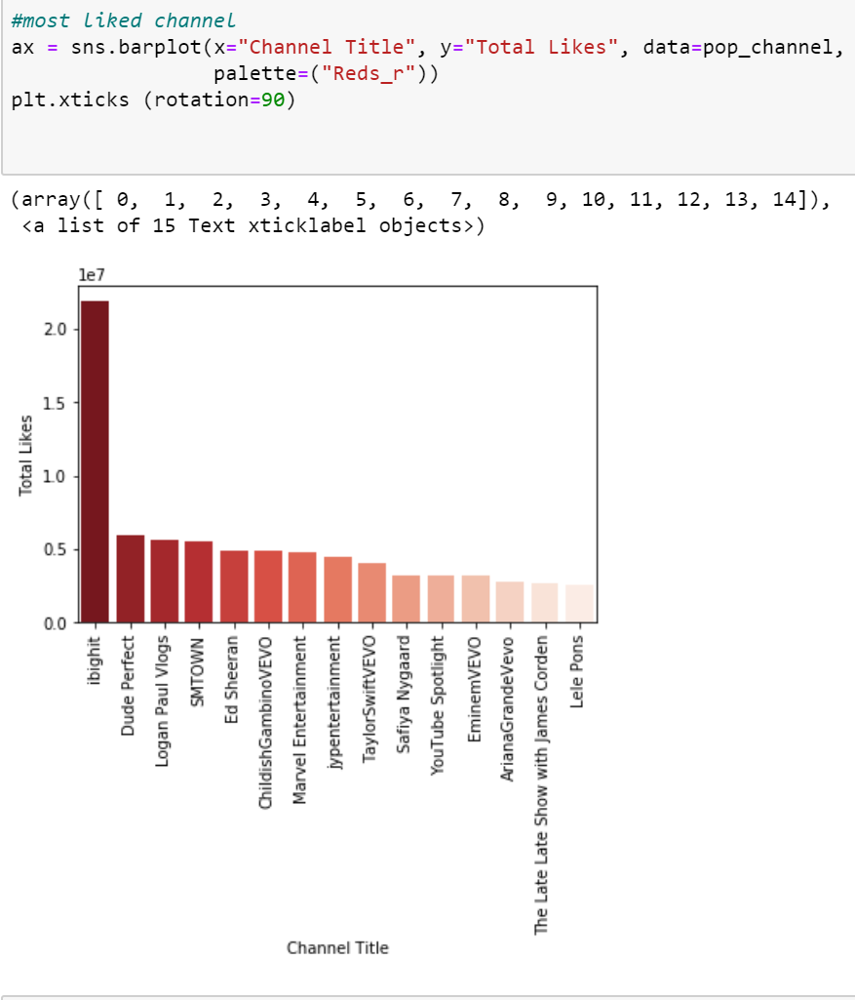 #most liked channel
ax = sns.barplot(x="Channel Title", y="Total Likes", data=pop_channel,
                 palette=("Reds_r"))
plt.xticks (rotation=90)
(array([ 0,  1,  2,  3,  4,  5,  6,  7,  8,  9, 10, 11, 12, 13, 14]),
 <a list of 15 Text xticklabel objects>)
1e7
2.0
1.5
1.0
0.5
0.0
Total Likes
ibighit
Dude Perfect
Logan Paul Vlogs
SMTOWN
Ed Sheeran
ChildishGambinoVEVO
Marvel Entertainment
jypentertainment
TaylorSwiftVEVO
Safiya Nygaard
YouTube Spotlight
EminemVEVO
ArianaGrandeVevo
The Late Late Show with James Corden
Lele Pons
Channel Title